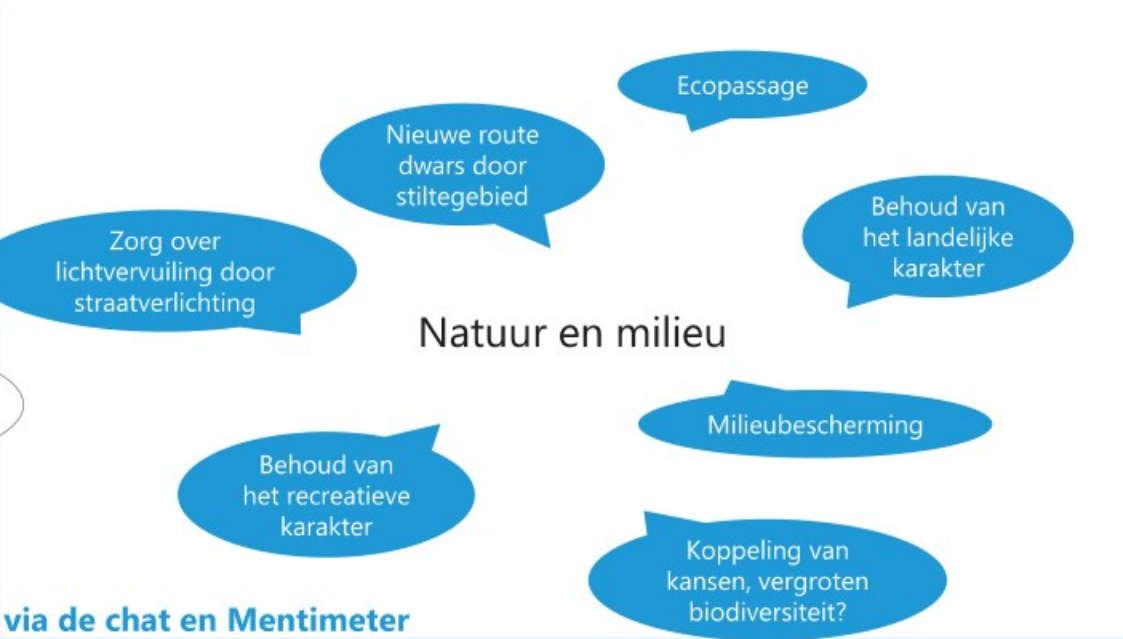 Ecopassage
Nieuwe route
dwars door
stiltegebied
Behoud van
het landelijke
karakter
Zorg over
lichtvervuiling door
straatverlichting
Natuur en milieu
Milieubescherming
Behoud van
het recreatieve
karakter
Koppeling van
kansen, vergroten
biodiversiteit?
via de chat en Mentimeter